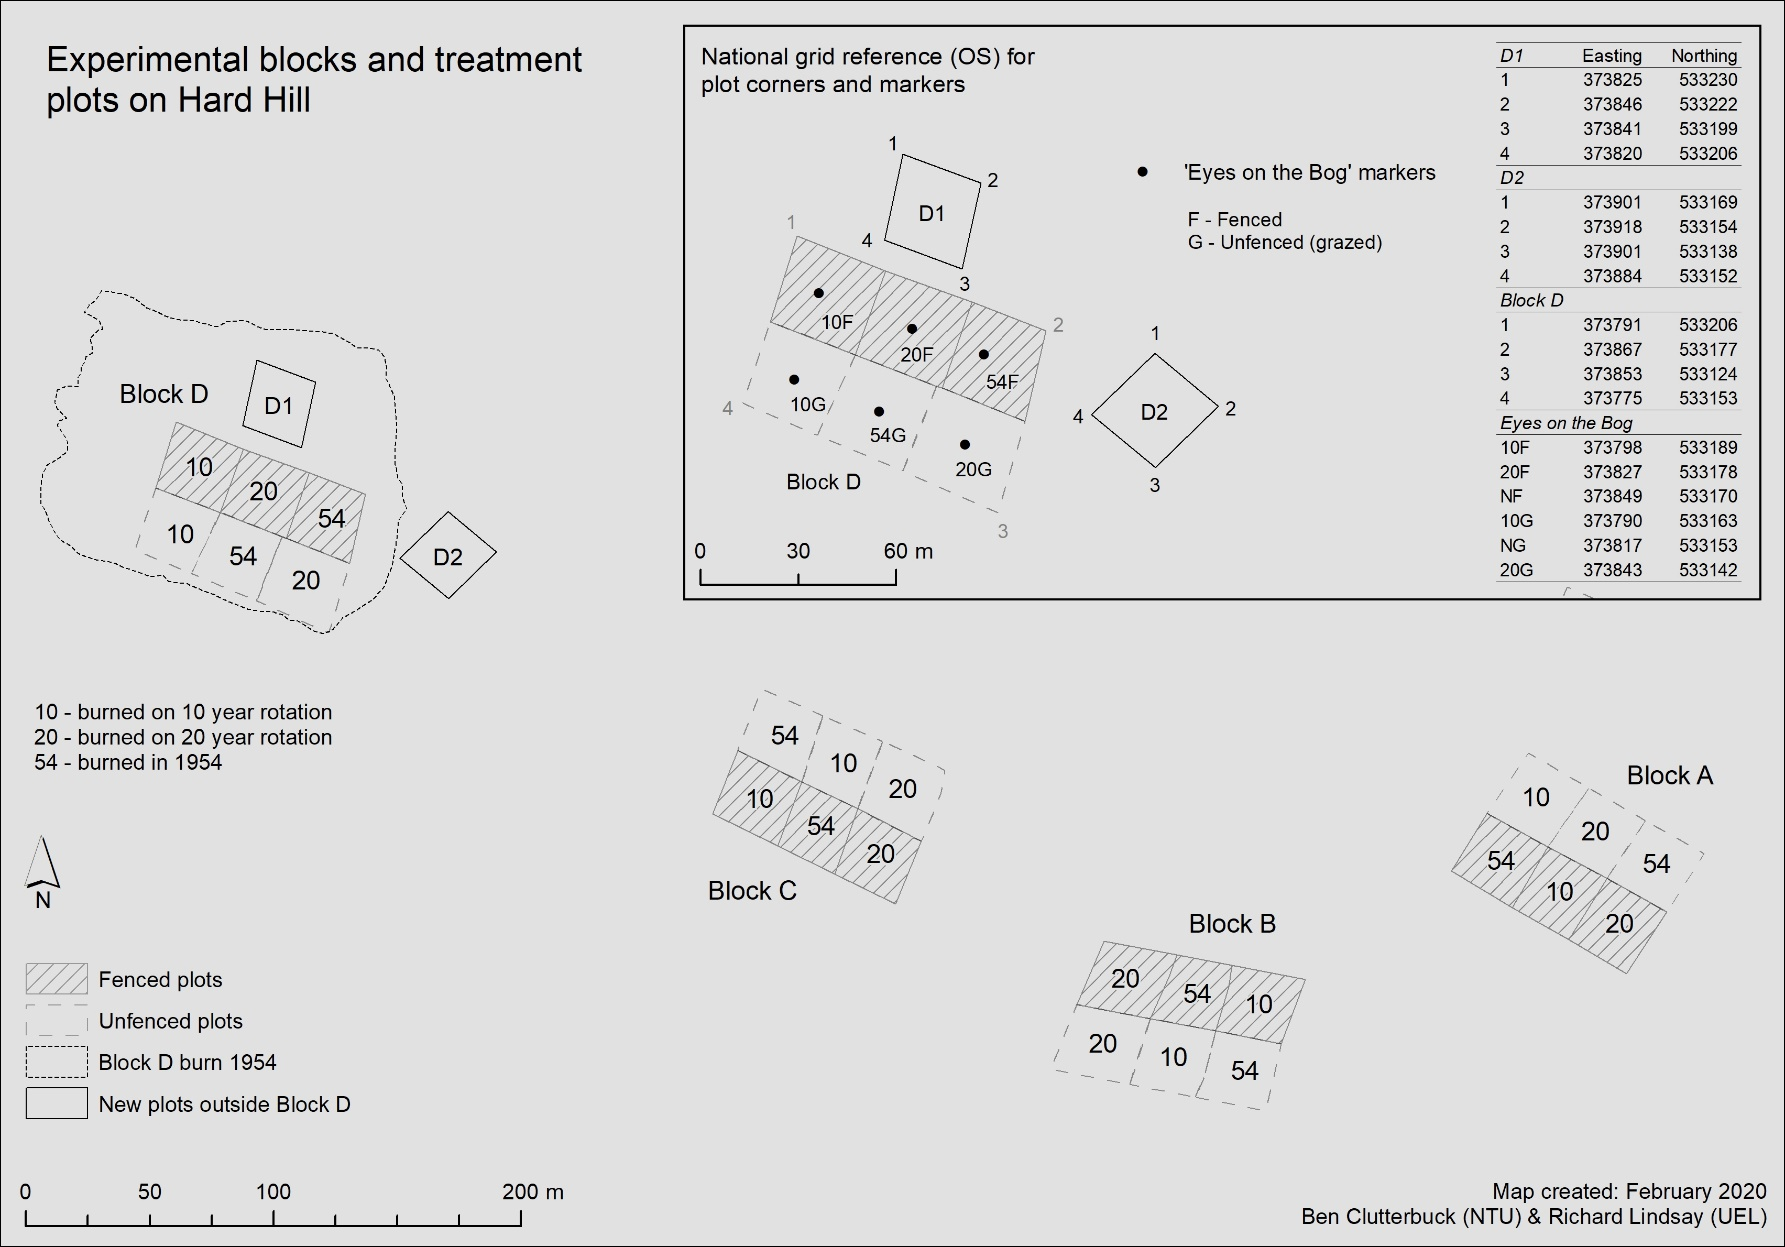 Experimental blocks and treatment
plots on Hard Hill
Block D
D1
10
20
54
10
54
20
D2
10 - burned on 10 year rotation
20 - burned on 20 year rotation
54 - burned in 1954
N
Fenced plots
Unfenced plots
Block D burn 1954
New plots outside Block D
0 50 100 200 m
National grid reference (OS) for
plot corners and markers
1
2
D1
4
3
1
2
10F
20F
54F
4
10G
54G
20G
3
Block D
1
4 D2 2
3
0 30 60 m
'Eyes on the Bog' markers
F - Fenced
G - Unfenced (grazed)
D1 Easting Northing
1 373825 533230
2 373846 533222
3 373841 533199
4 373820 533206
D2
1 373901 533169
2 373918 533154
3 373901 533138
4 373884 533152
Block D
1 373791 533206
2 373867 533177
3 373853 533124
4 373775 533153
Eyes on the Bog
10F 373798 533189
20F 373827 533178
NF 373849 533170
10G 373790 533163
NG 373817 533153
20G 373843 533142
54
10
20
10
54
20
Block C
Block B
20
54
10
20
10
54
Block A
10
20
54
54
10
20
Map created: February 2020
Ben Clutterbuck (NTU) & Richard Lindsay (UEL)